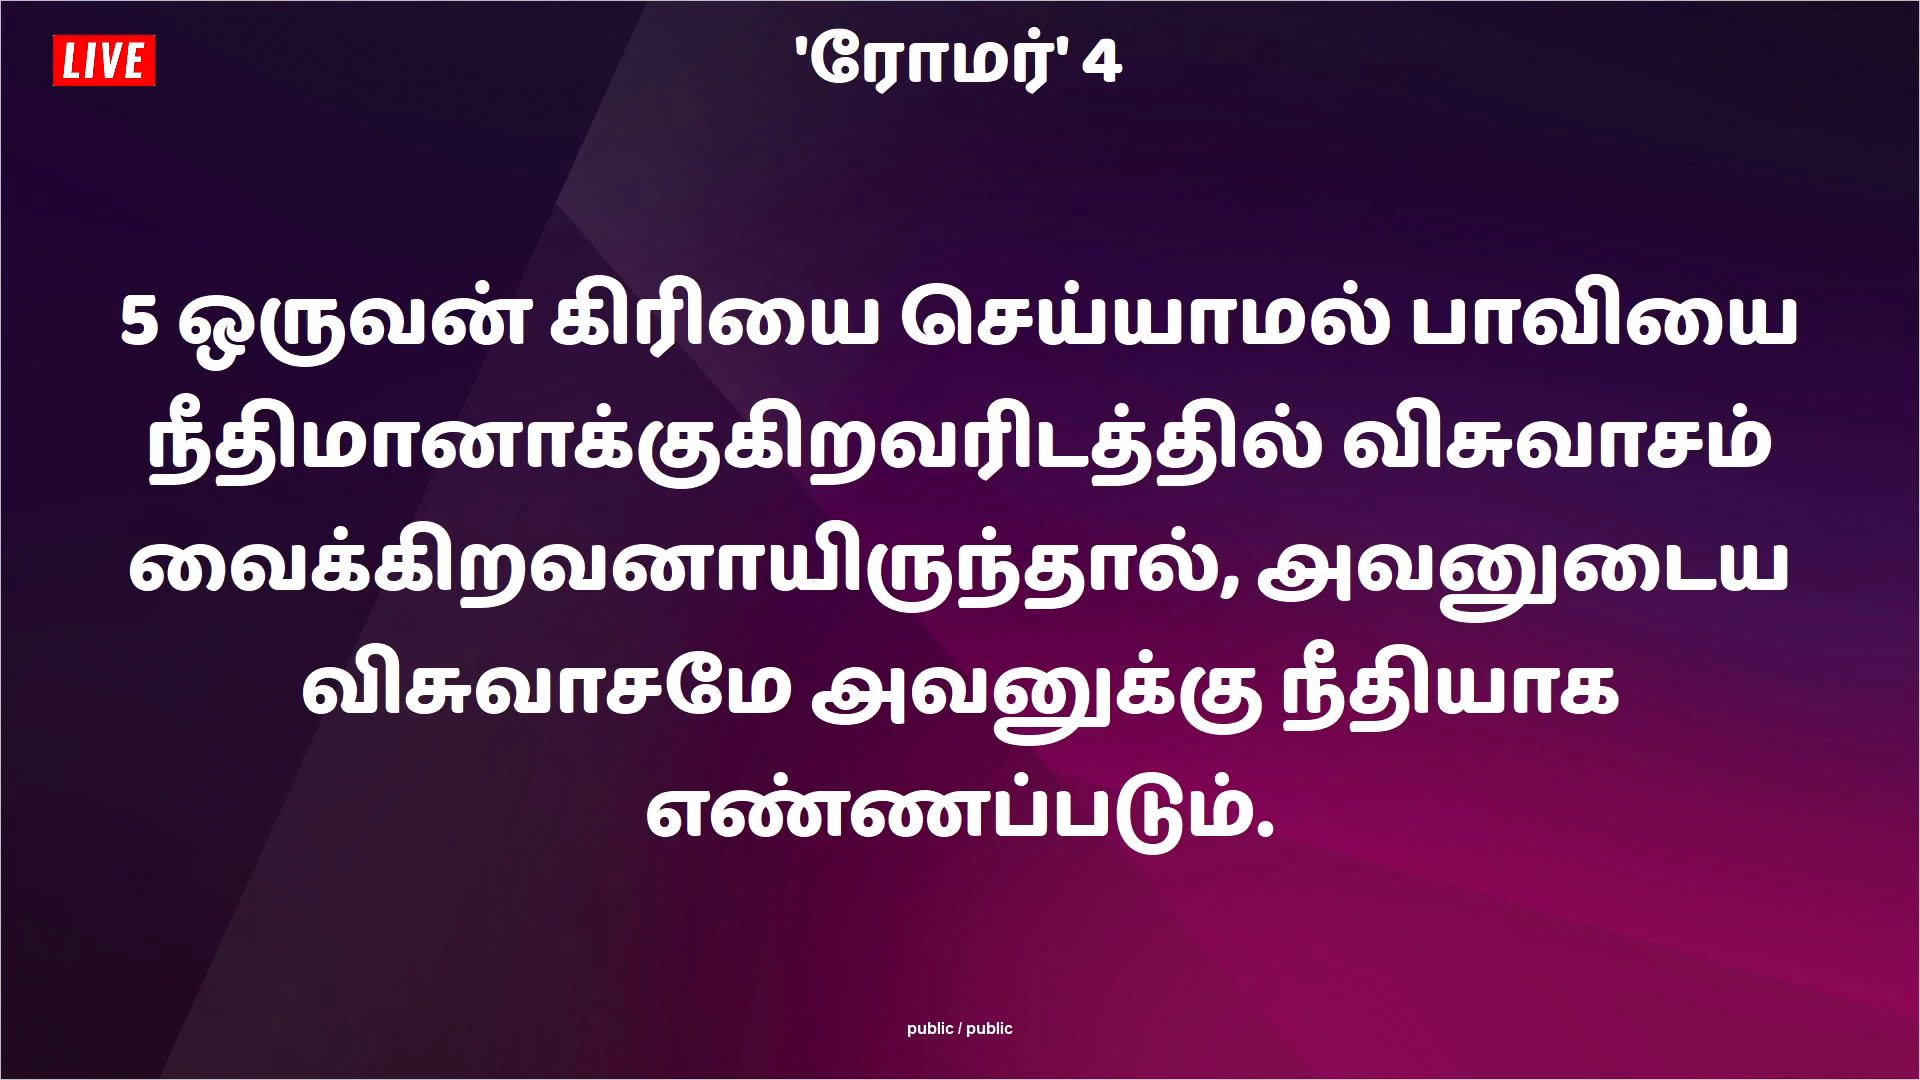 LIVE
'ரோமர்' 4
5 ஒருவன் கிரியை செய்யாமல் பாவியை
நீதிமானாக்குகிறவரிடத்தில் விசுவாசம்
வைக்கிறவனாயிருந்தால், அவனுடைய
விசுவாசமே அவனுக்கு நீதியாக
எண்ணப்படும்.
public / public